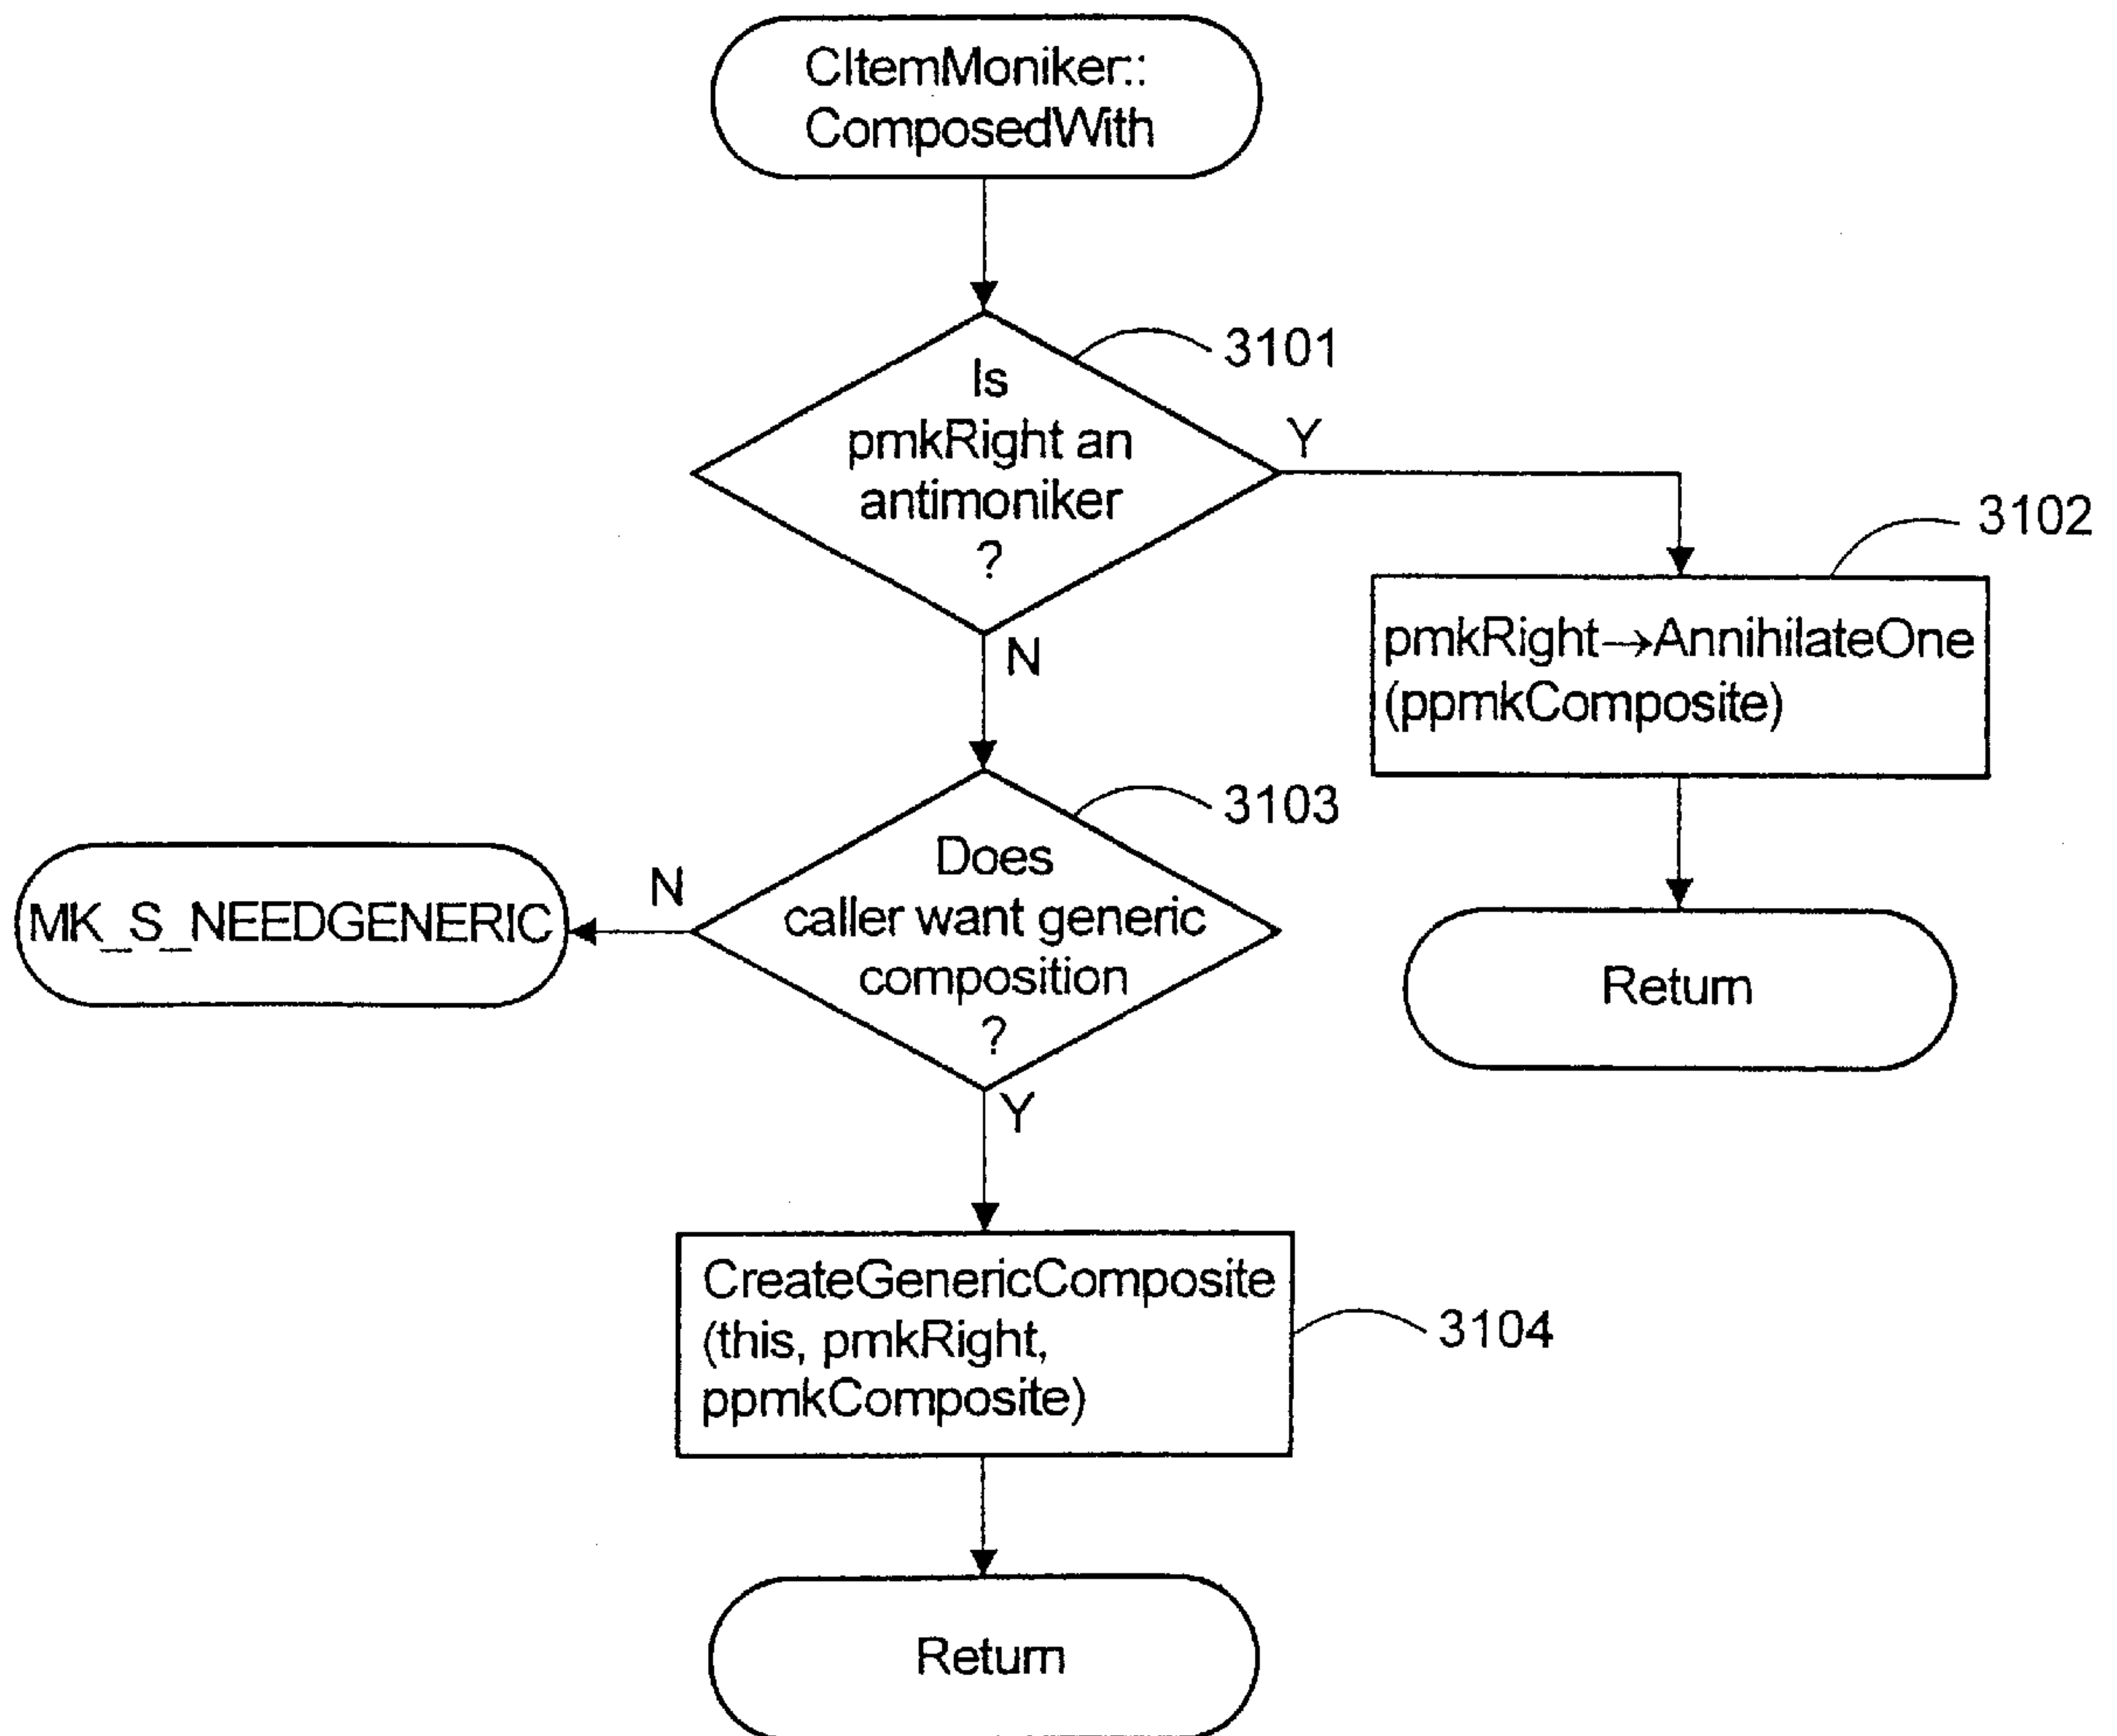 CItemMoniker::
ComposedWith
3101
Is
pmkRight an
antimoniker
?
Y
N
3102
pmkRight→AnnihilateOne
(ppmkComposite)
Return
3103
Does
caller want generic
composition
?
N
MK_S_NEEDGENERIC
Y
CreateGenericComposite
(this, pmkRight,
ppmkComposite)
3104
Return